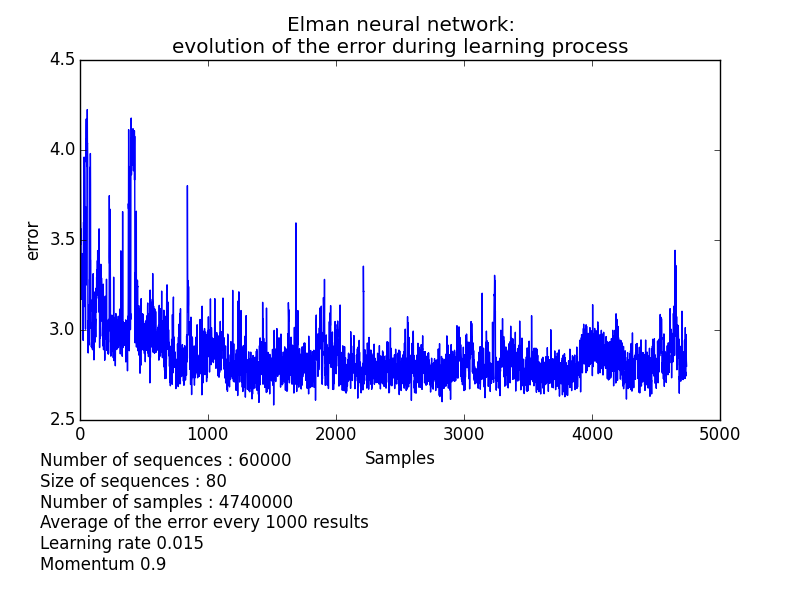 Elman neural network:
evolution of the error during learning process
4.5
4.0
3.5
3.0
2.5
error
0 1000 2000 3000 4000 5000
Samples
Number of sequences : 60000
Size of sequences : 80
Number of samples : 4740000
Average of the error every 1000 results
Learning rate 0.015
Momentum 0.9